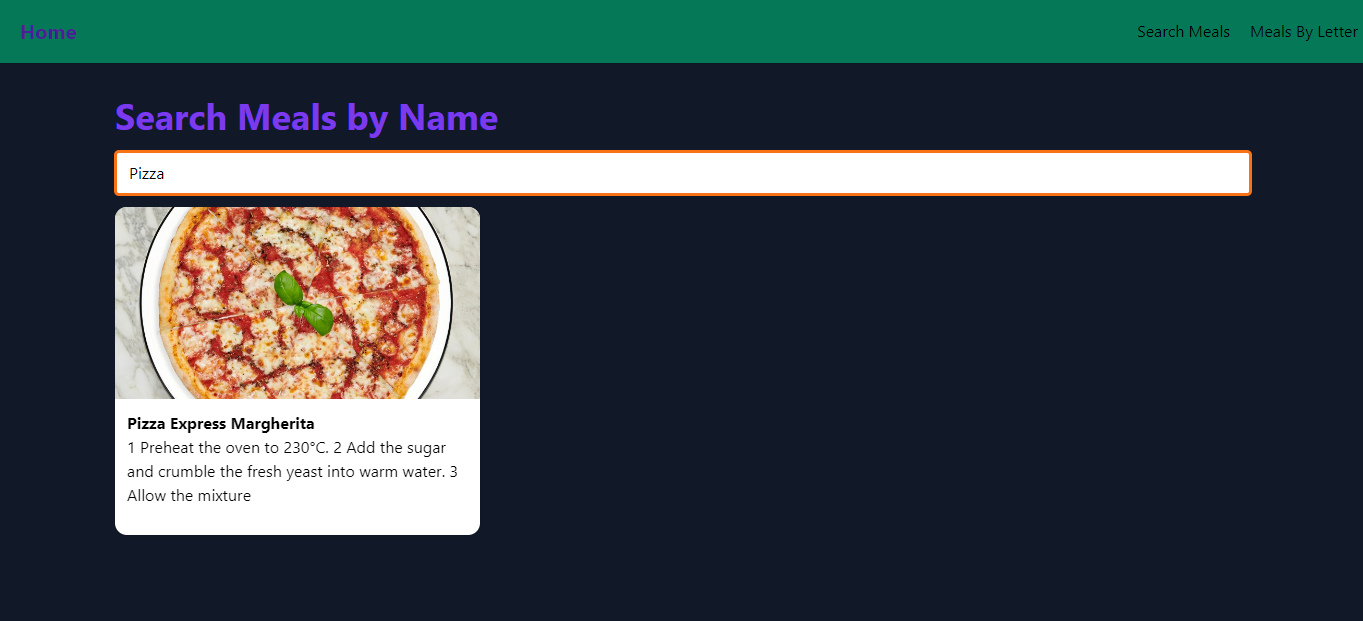 Home
Search Meals
Meals By Letter
Search Meals by Name
Pizza
Pizza Express Margherita
1 Preheat the oven to 230°C. 2 Add the sugar
and crumble the fresh yeast into warm water. 3
Allow the mixture